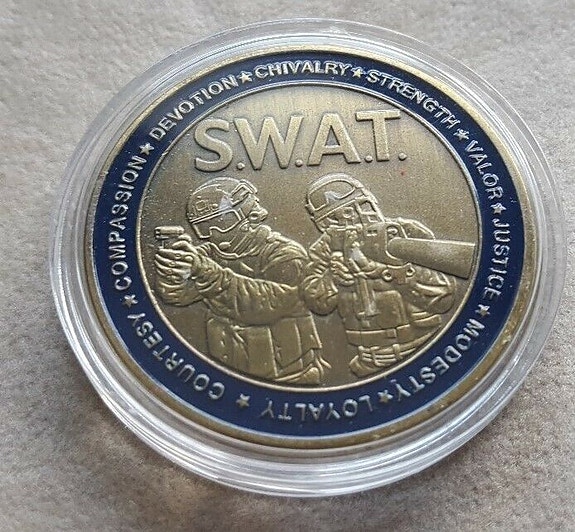 S.W.A.T.
COURTESY ★ COMPASSION ★ DEVOTION ★ CHIVALRY ★ STRENGTH ★ VALOR ★ JUSTICE ★ MODESTY ★ LOYALTY ★